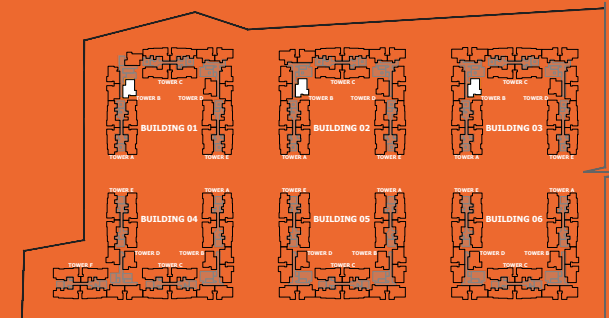 TOWER C TOWER C TOWER C
TOWER B TOWER D TOWER B TOWER D TOWER B TOWER D
BUILDING 01 BUILDING 02 BUILDING 03
TOWER A TOWER E TOWER A TOWER E TOWER A TOWER E
TOWER E TOWER A TOWER E TOWER A TOWER E TOWER A
BUILDING 04 BUILDING 05 BUILDING 06
TOWER D TOWER B TOWER D TOWER B TOWER D TOWER B
TOWER F TOWER C TOWER C TOWER C